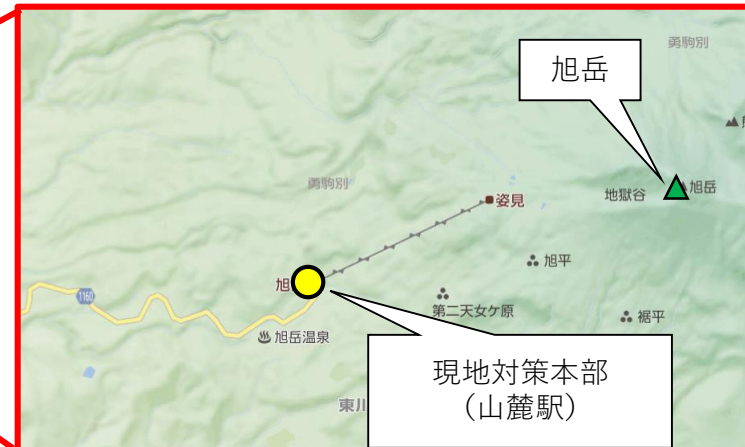 勇駒別
旭岳
旭岳
地獄谷
勇駒別
姿見
旭平
旭
1160
第二天女ケ原
裾平
旭岳温泉
現地対策本部
（山麓駅）
東川